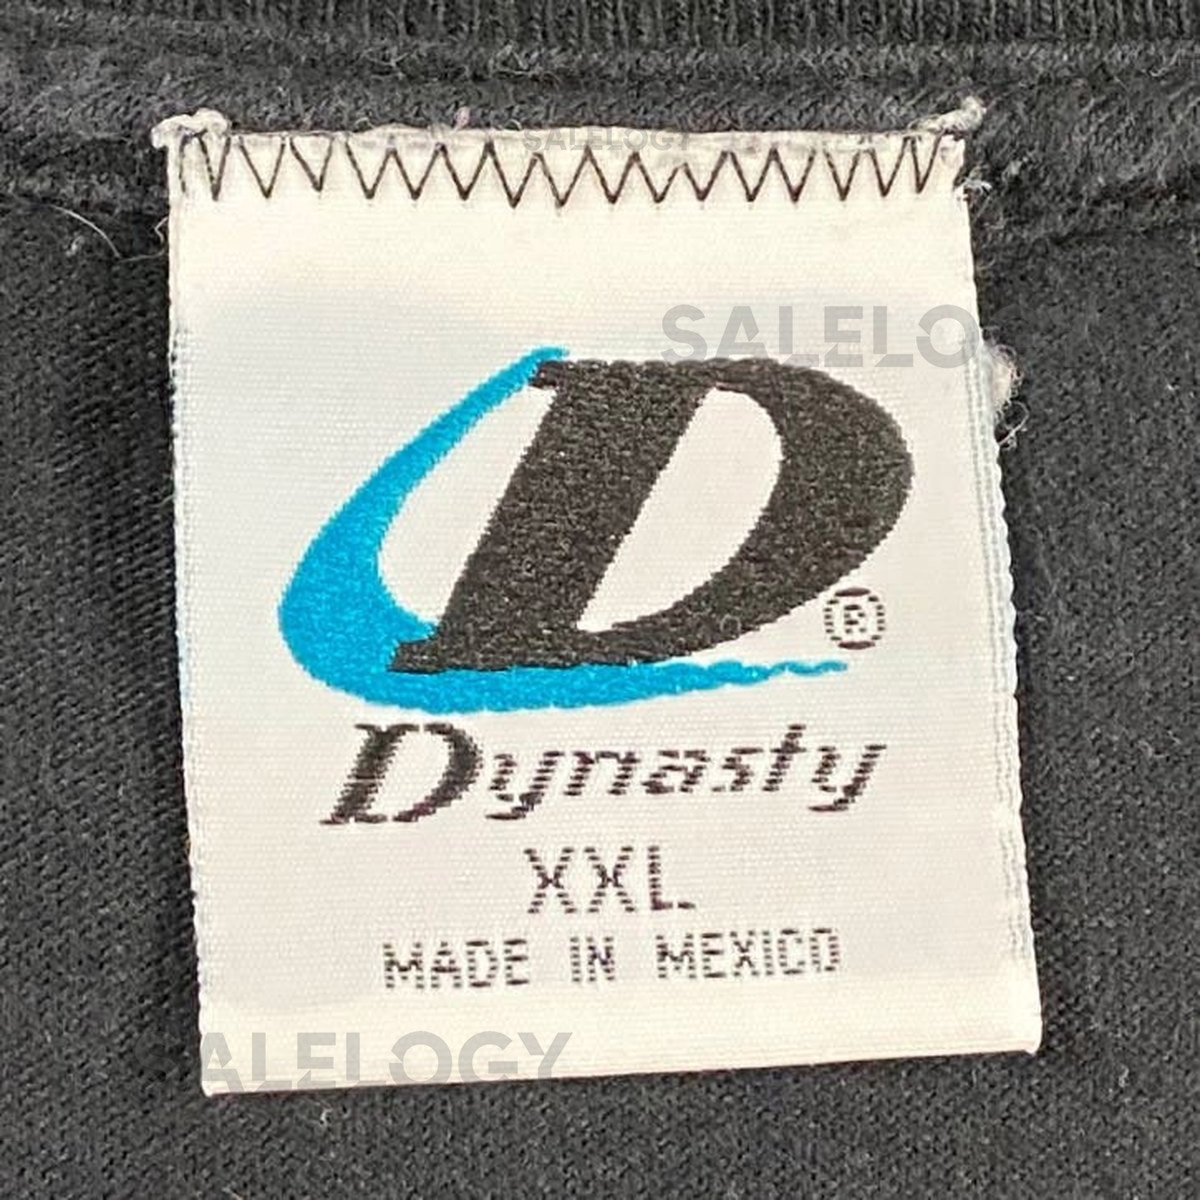 SALELOGY
SALELO
D®
Dynasty
XXL
MADE IN MEXICO
ALELOGY